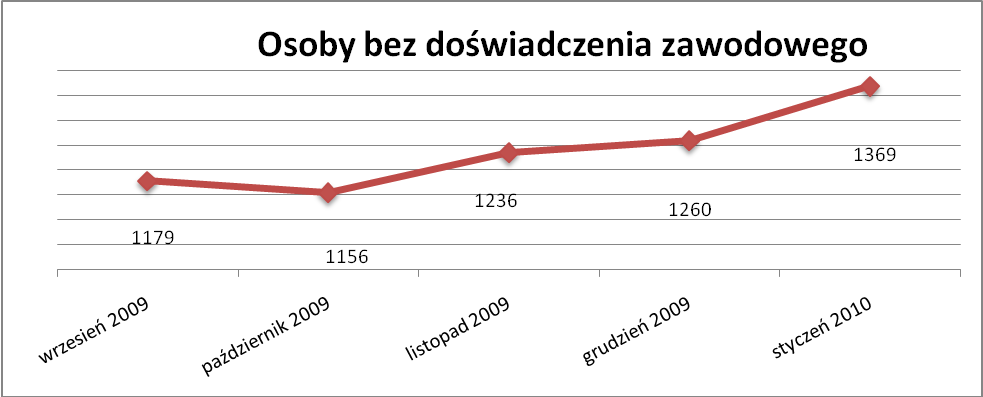 Osoby bez doświadczenia zawodowego
1369
1236
1260
1179
1156
wrzesień 2009
październik 2009
listopad 2009
grudzień 2009
styczeń 2010